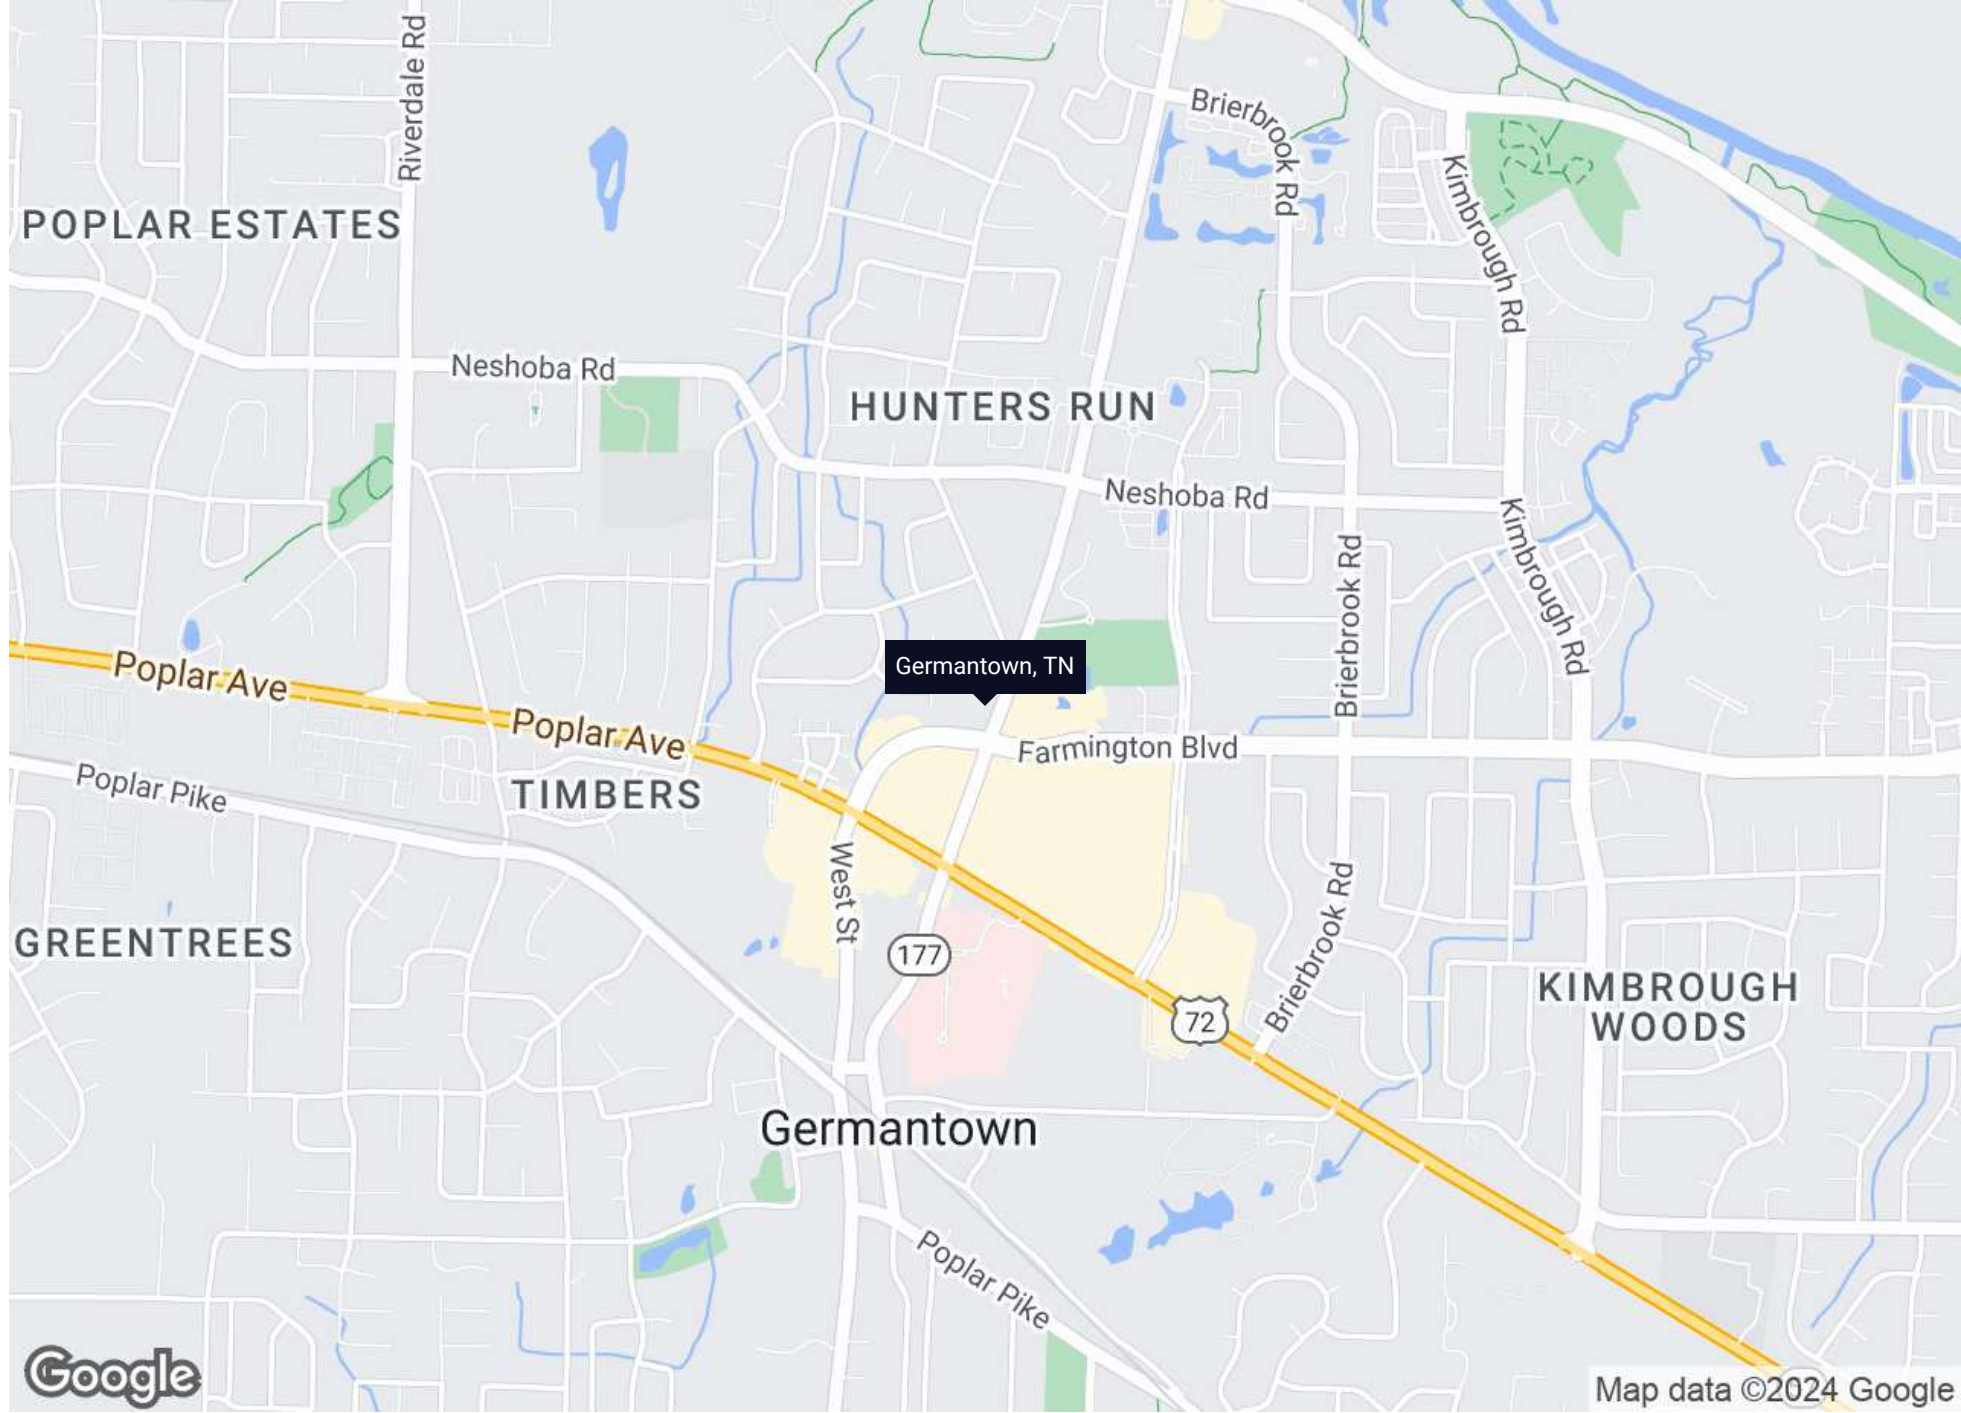 Riverdale Rd
Brierbrook Rd
Kimbrough Rd
POPLAR ESTATES
Neshoba Rd
HUNTERS RUN
Neshoba Rd
Kimbrough Rd
Brierbrook Rd
Poplar Ave
Germantown, TN
Poplar Ave
Farmington Blvd
Poplar Pike
TIMBERS
West St
Brierbrook Rd
GREENTREES
177
72
KIMBROUGH
WOODS
Germantown
Poplar Pike
Google
Map data ©2024 Google